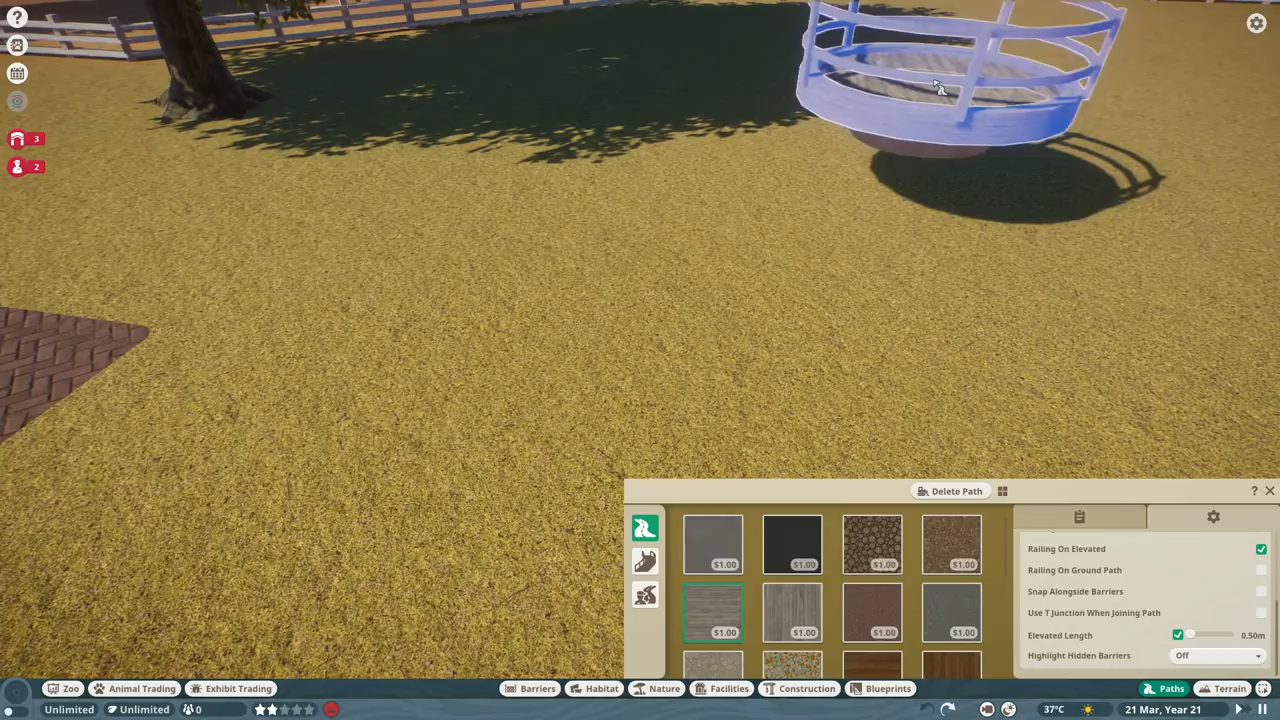 ?
3
2
Delete Path
? ×
$1.00 $1.00 $1.00 $1.00
$1.00 $1.00 $1.00 $1.00
Railing On Elevated
Railing On Ground Path
Snap Alongside Barriers
Use T Junction When Joining Path
Elevated Length 0.50m
Highlight Hidden Barriers Off
Zoo Animal Trading Exhibit Trading Barriers Habitat Nature Facilities Construction Blueprints Paths Terrain
Unlimited Unlimited 0 37°C 21 Mar, Year 21